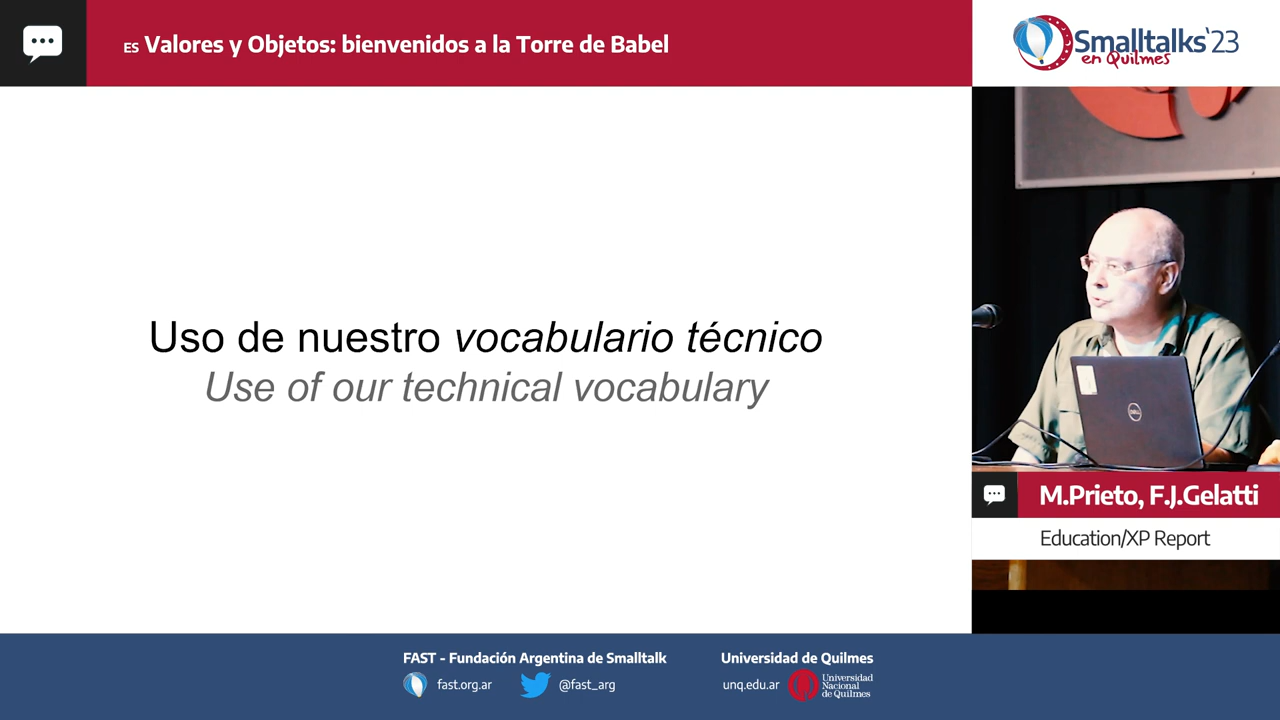 ES Valores y Objetos: bienvenidos a la Torre de Babel
Smalltalks'23
en Quilmes
Uso de nuestro vocabulario técnico
Use of our technical vocabulary
DELL
M.Prieto, F.J.Gelatti
Education/XP Report
FAST - Fundación Argentina de Smalltalk
fast.org.ar
@fast_arg
Universidad de Quilmes
unq.edu.ar
Universidad
Nacional
de Quilmes